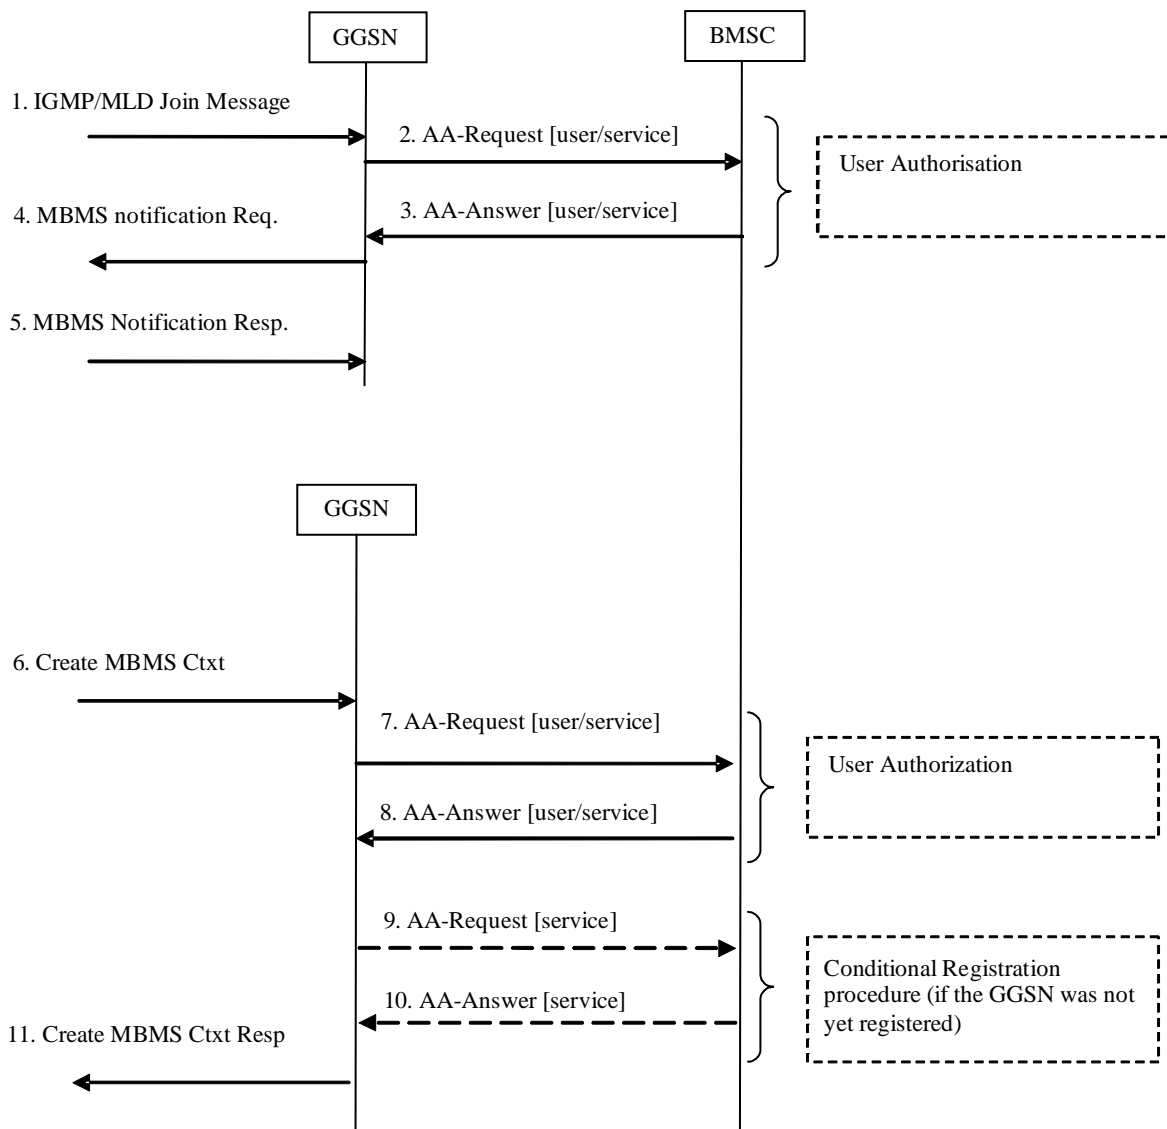 GGSN
BMSC
1. IGMP/MLD Join Message
2. AA-Request [user/service]
User Authorisation
3. AA-Answer [user/service]
4. MBMS notification Req.
5. MBMS Notification Resp.
GGSN
6. Create MBMS Ctxt
7. AA-Request [user/service]
User Authorization
8. AA-Answer [user/service]
9. AA-Request [service]
Conditional Registration
procedure (if the GGSN was not
yet registered)
10. AA-Answer [service]
11. Create MBMS Ctxt Resp